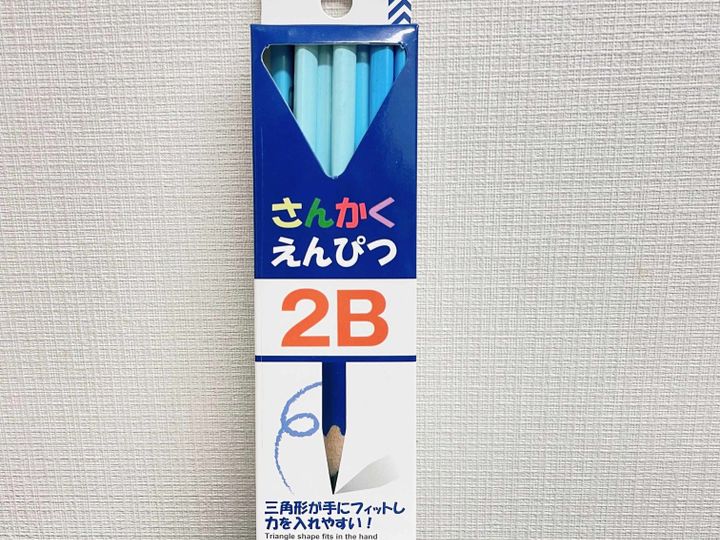 さんかく
えんぴつ
2B
三角形が手にフィットし
力を入れやすい！
Triangle shape fits in the hand